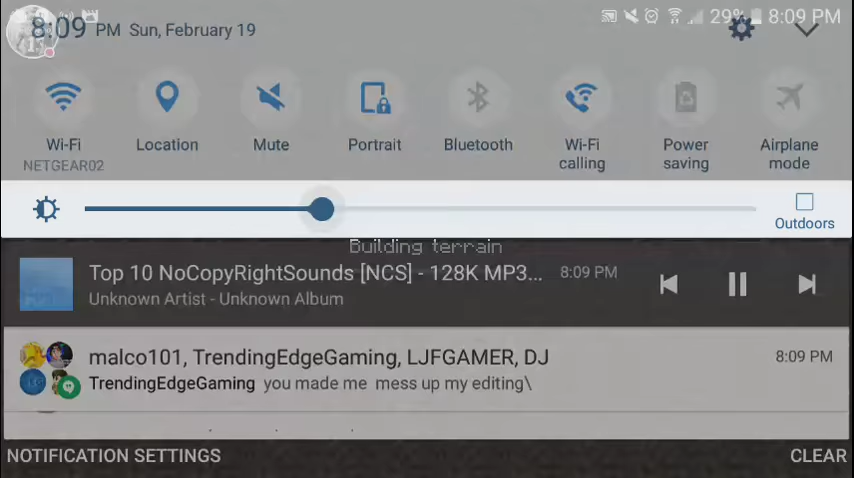 8:09 PM Sun, February 19
29% 8:09 PM
Wi-Fi
NETGEAR02
Location
Mute
Portrait
Bluetooth
Wi-Fi
calling
Power
saving
Airplane
mode
Outdoors
Building terrain
Top 10 NoCopyRightSounds [NCS] - 128K MP3... 8:09 PM
Unknown Artist - Unknown Album
malco101, TrendingEdgeGaming, LJFGAMER, DJ 8:09 PM
TrendingEdgeGaming you made me mess up my editing\
NOTIFICATION SETTINGS CLEAR